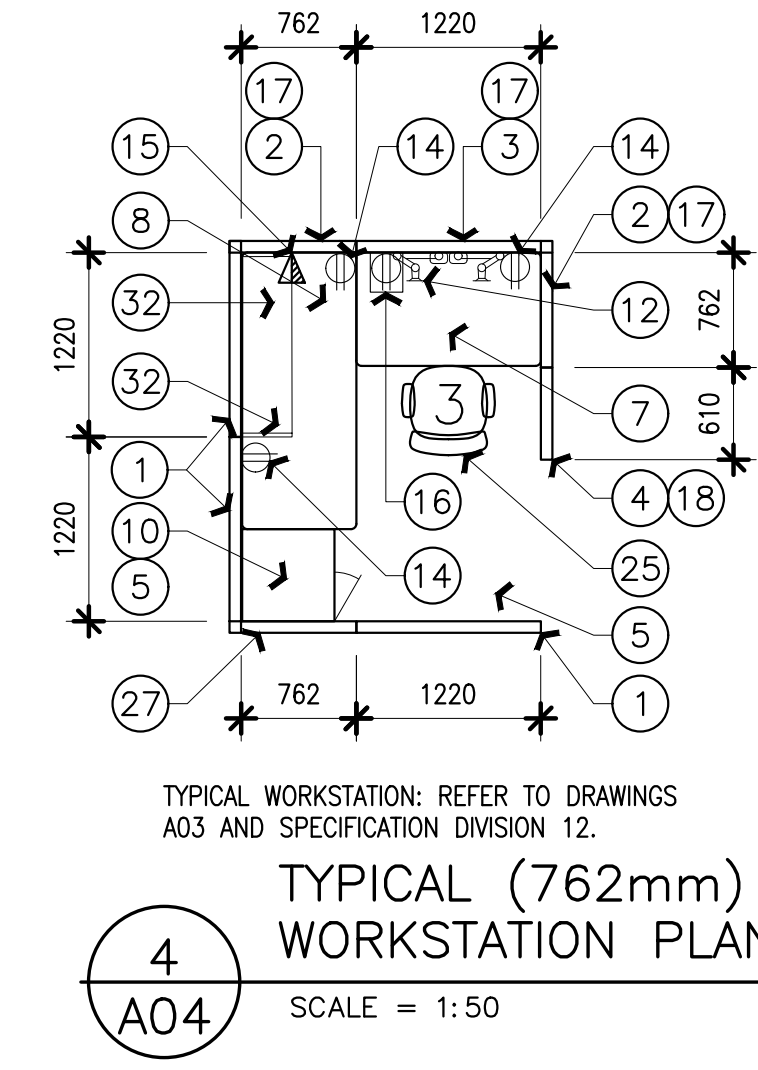 762 1220
17 17
15 2 14 3 14
8 2 17
32 12 762
1220
32 3 7 610
1 16 4 18
1220 10
5 14 25
5
27 762 1220 1
TYPICAL WORKSTATION: REFER TO DRAWINGS
A03 AND SPECIFICATION DIVISION 12.
TYPICAL (762mm)
WORKSTATION PLAN
4
A04
SCALE = 1:50